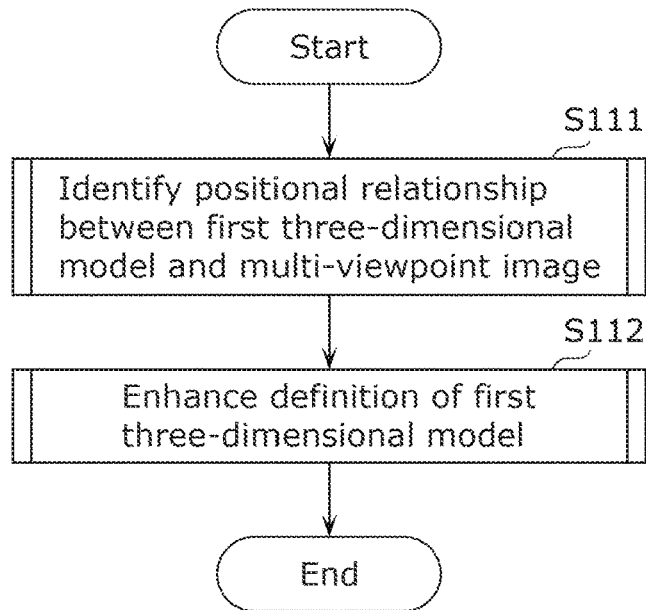 Start
S111
Identify positional relationship
between first three-dimensional
model and multi-viewpoint image
S112
Enhance definition of first
three-dimensional model
End